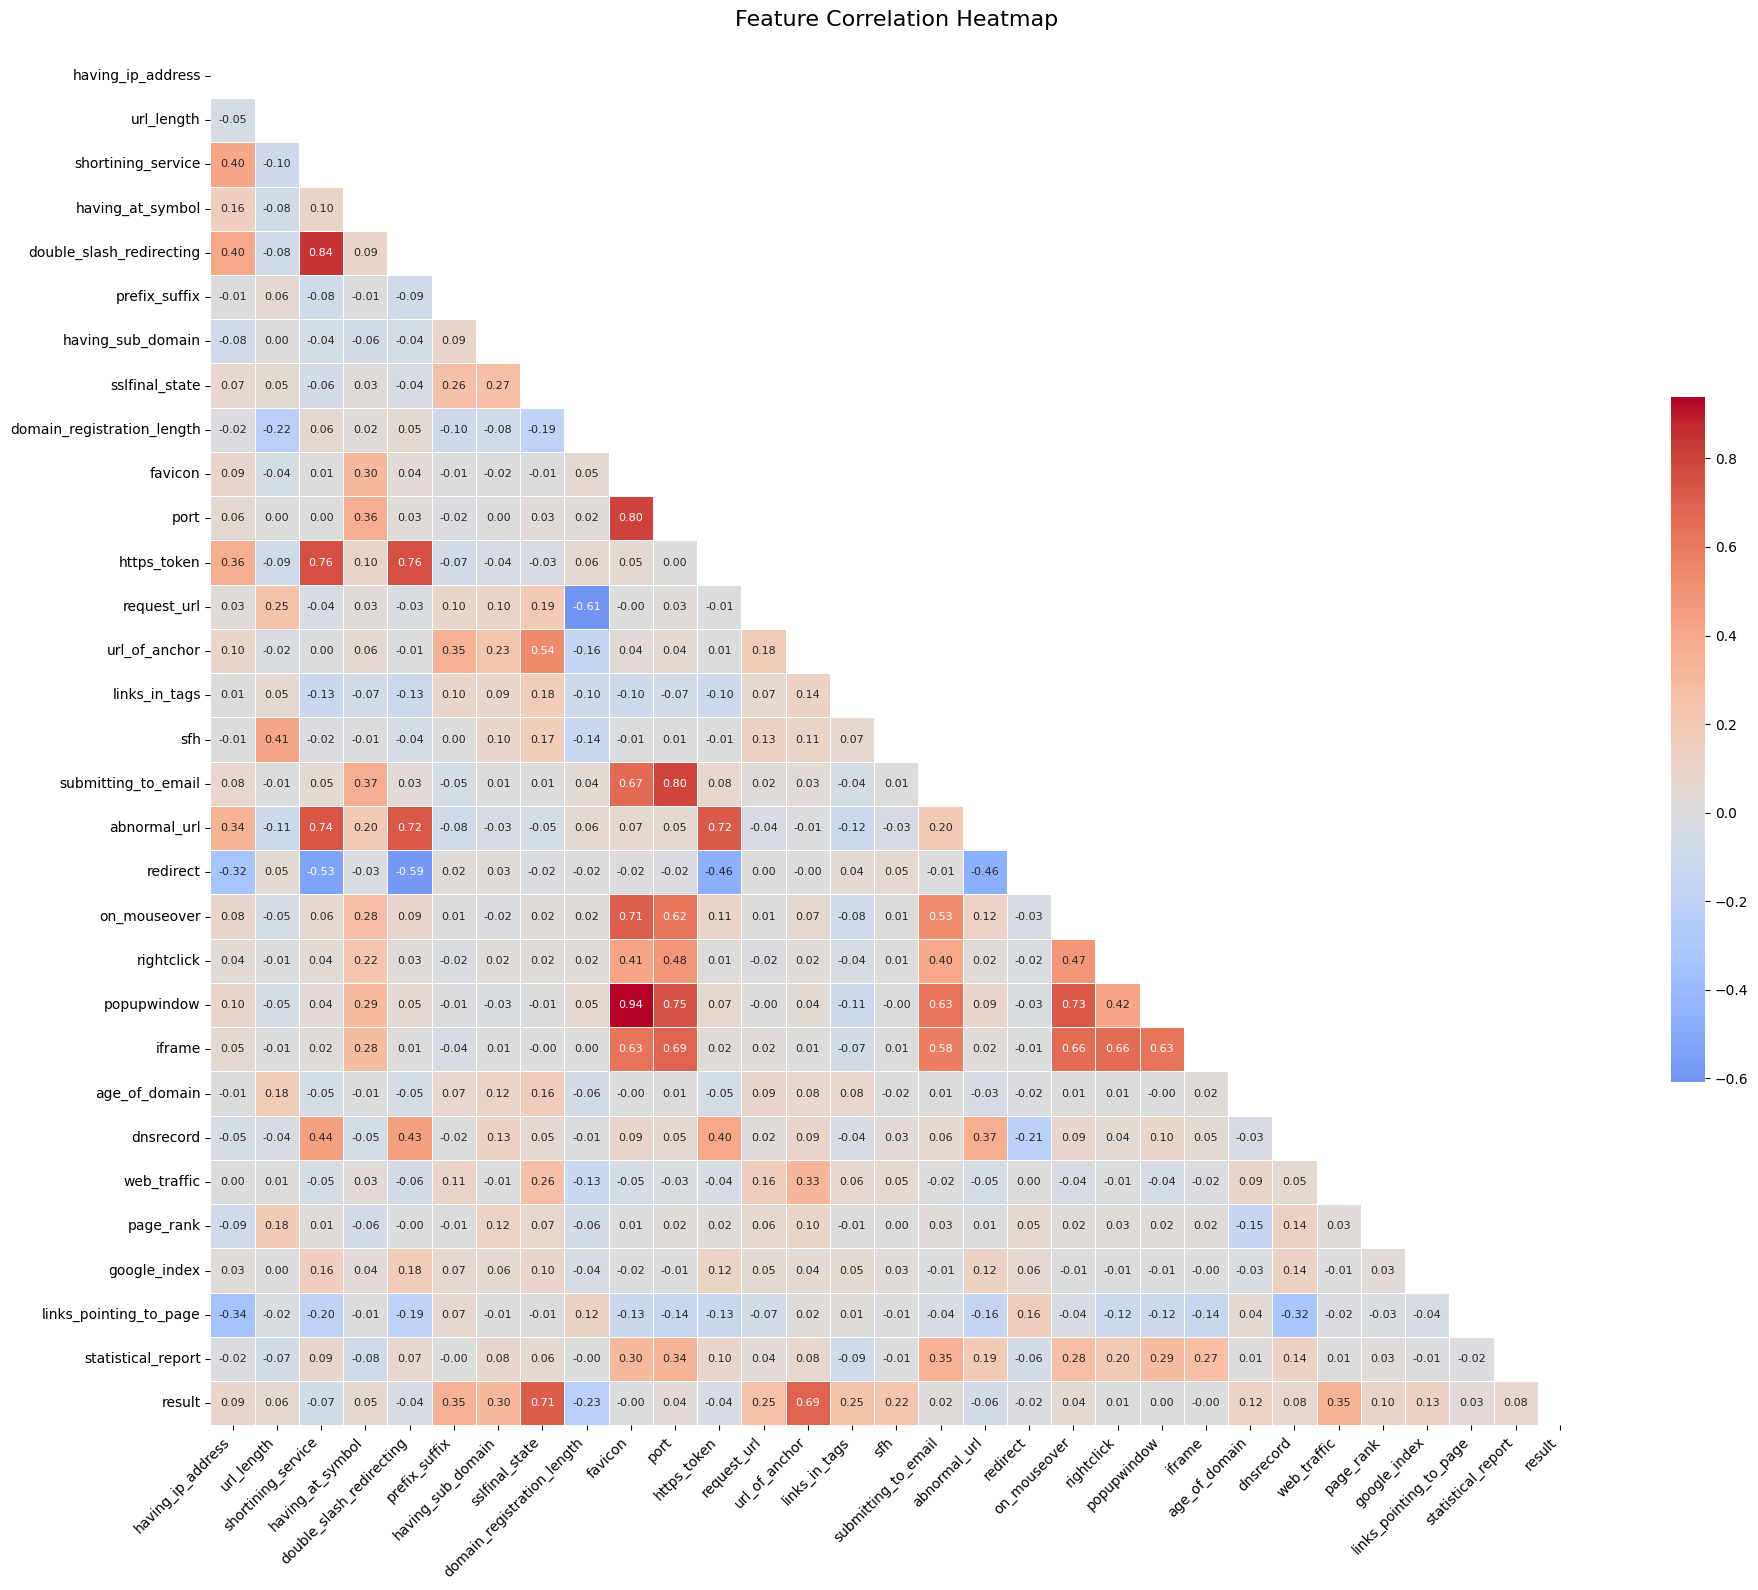 Feature Correlation Heatmap
having_ip_address
url_length -0.05
shortining_service 0.40 -0.10
having_at_symbol 0.16 -0.08 0.10
double_slash_redirecting 0.40 -0.08 0.84 0.09
prefix_suffix -0.01 0.06 -0.08 -0.01 -0.09
having_sub_domain -0.08 0.00 -0.04 -0.06 -0.04 0.09
sslfinal_state 0.07 0.05 -0.06 0.03 -0.04 0.26 0.27
domain_registration_length -0.02 -0.22 0.06 0.02 0.05 -0.10 -0.08 -0.19
favicon 0.09 -0.04 0.01 0.30 0.04 -0.01 -0.02 -0.01 0.05
port 0.06 0.00 0.00 0.36 0.03 -0.02 0.00 0.03 0.02 0.80
https_token 0.36 -0.09 0.76 0.10 0.76 -0.07 -0.04 -0.03 0.06 0.05 0.00
request_url 0.03 0.25 -0.04 0.03 -0.03 0.10 0.10 0.19 -0.61 -0.00 0.03 -0.01
url_of_anchor 0.10 -0.02 0.00 0.06 -0.01 0.35 0.23 0.54 -0.16 0.04 0.04 0.01 0.18
links_in_tags 0.01 0.05 -0.13 -0.07 -0.13 0.10 0.09 0.18 -0.10 -0.10 -0.07 -0.10 0.07 0.14
sfh -0.01 0.41 -0.02 -0.01 -0.04 0.00 0.10 0.17 -0.14 -0.01 0.01 -0.01 0.13 0.11 0.07
submitting_to_email 0.08 -0.01 0.05 0.37 0.03 -0.05 0.01 0.01 0.04 0.67 0.80 0.08 0.02 0.03 -0.04 0.01
abnormal_url 0.34 -0.11 0.74 0.20 0.72 -0.08 -0.03 -0.05 0.06 0.07 0.05 0.72 -0.04 -0.01 -0.12 -0.03 0.20
redirect -0.32 0.05 -0.53 -0.03 -0.59 0.02 0.03 -0.02 -0.02 -0.02 -0.02 -0.46 0.00 -0.00 0.04 0.05 -0.01 -0.46
on_mouseover 0.08 -0.05 0.06 0.28 0.09 0.01 -0.02 0.02 0.02 0.71 0.62 0.11 0.01 0.07 -0.08 0.01 0.53 0.12 -0.03
rightclick 0.04 -0.01 0.04 0.22 0.03 -0.02 0.02 0.02 0.02 0.41 0.48 0.01 -0.02 0.02 -0.04 0.01 0.40 0.02 -0.02 0.47
popupwindow 0.10 -0.05 0.04 0.29 0.05 -0.01 -0.03 -0.01 0.05 0.94 0.75 0.07 -0.00 0.04 -0.11 -0.00 0.63 0.09 -0.03 0.73 0.42
iframe 0.05 -0.01 0.02 0.28 0.01 -0.04 0.01 -0.00 0.00 0.63 0.69 0.02 0.02 0.01 -0.07 0.01 0.58 0.02 -0.01 0.66 0.66 0.63
age_of_domain -0.01 0.18 -0.05 -0.01 -0.05 0.07 0.12 0.16 -0.06 -0.00 0.01 -0.05 0.09 0.08 0.08 -0.02 0.01 -0.03 -0.02 0.01 0.01 -0.00 0.02
dnsrecord -0.05 -0.04 0.44 -0.05 0.43 -0.02 0.13 0.05 -0.01 0.09 0.05 0.40 0.02 0.09 -0.04 0.03 0.06 0.37 -0.21 0.09 0.04 0.10 0.05 -0.03
web_traffic 0.00 0.01 -0.05 0.03 -0.06 0.11 -0.01 0.26 -0.13 -0.05 -0.03 -0.04 0.16 0.33 0.06 0.05 -0.02 -0.05 0.00 -0.04 -0.01 -0.04 -0.02 0.09 0.05
page_rank -0.09 0.18 0.01 -0.06 -0.00 -0.01 0.12 0.07 -0.06 0.01 0.02 0.02 0.06 0.10 -0.01 0.00 0.03 0.01 0.05 0.02 0.03 0.02 0.02 -0.15 0.14 0.03
google_index 0.03 0.00 0.16 0.04 0.18 0.07 0.06 0.10 -0.04 -0.02 -0.01 0.12 0.05 0.04 0.05 0.03 -0.01 0.12 0.06 -0.01 -0.01 -0.01 -0.00 -0.03 0.14 -0.01 0.03
links_pointing_to_page -0.34 -0.02 -0.20 -0.01 -0.19 0.07 -0.01 -0.01 0.12 -0.13 -0.14 -0.13 -0.07 0.02 0.01 -0.01 -0.04 -0.16 0.16 -0.04 -0.12 -0.12 -0.14 0.04 -0.32 -0.02 -0.03 -0.04
statistical_report -0.02 -0.07 0.09 -0.08 0.07 -0.00 0.08 0.06 -0.00 0.30 0.34 0.10 0.04 0.08 -0.09 -0.01 0.35 0.19 -0.06 0.28 0.20 0.29 0.27 0.01 0.14 0.01 0.03 -0.01 -0.02
result 0.09 0.06 -0.07 0.05 -0.04 0.35 0.30 0.71 -0.23 -0.00 0.04 -0.04 0.25 0.69 0.25 0.22 0.02 -0.06 -0.02 0.04 0.01 0.00 -0.00 0.12 0.08 0.35 0.10 0.13 0.03 0.08
having_ip_address
url_length
shortining_service
having_at_symbol
double_slash_redirecting
prefix_suffix
having_sub_domain
sslfinal_state
domain_registration_length
favicon
port
https_token
request_url
url_of_anchor
links_in_tags
sfh
submitting_to_email
abnormal_url
redirect
on_mouseover
rightclick
popupwindow
iframe
age_of_domain
dnsrecord
web_traffic
page_rank
google_index
links_pointing_to_page
statistical_report
result
0.8
0.6
0.4
0.2
0.0
−0.2
−0.4
−0.6